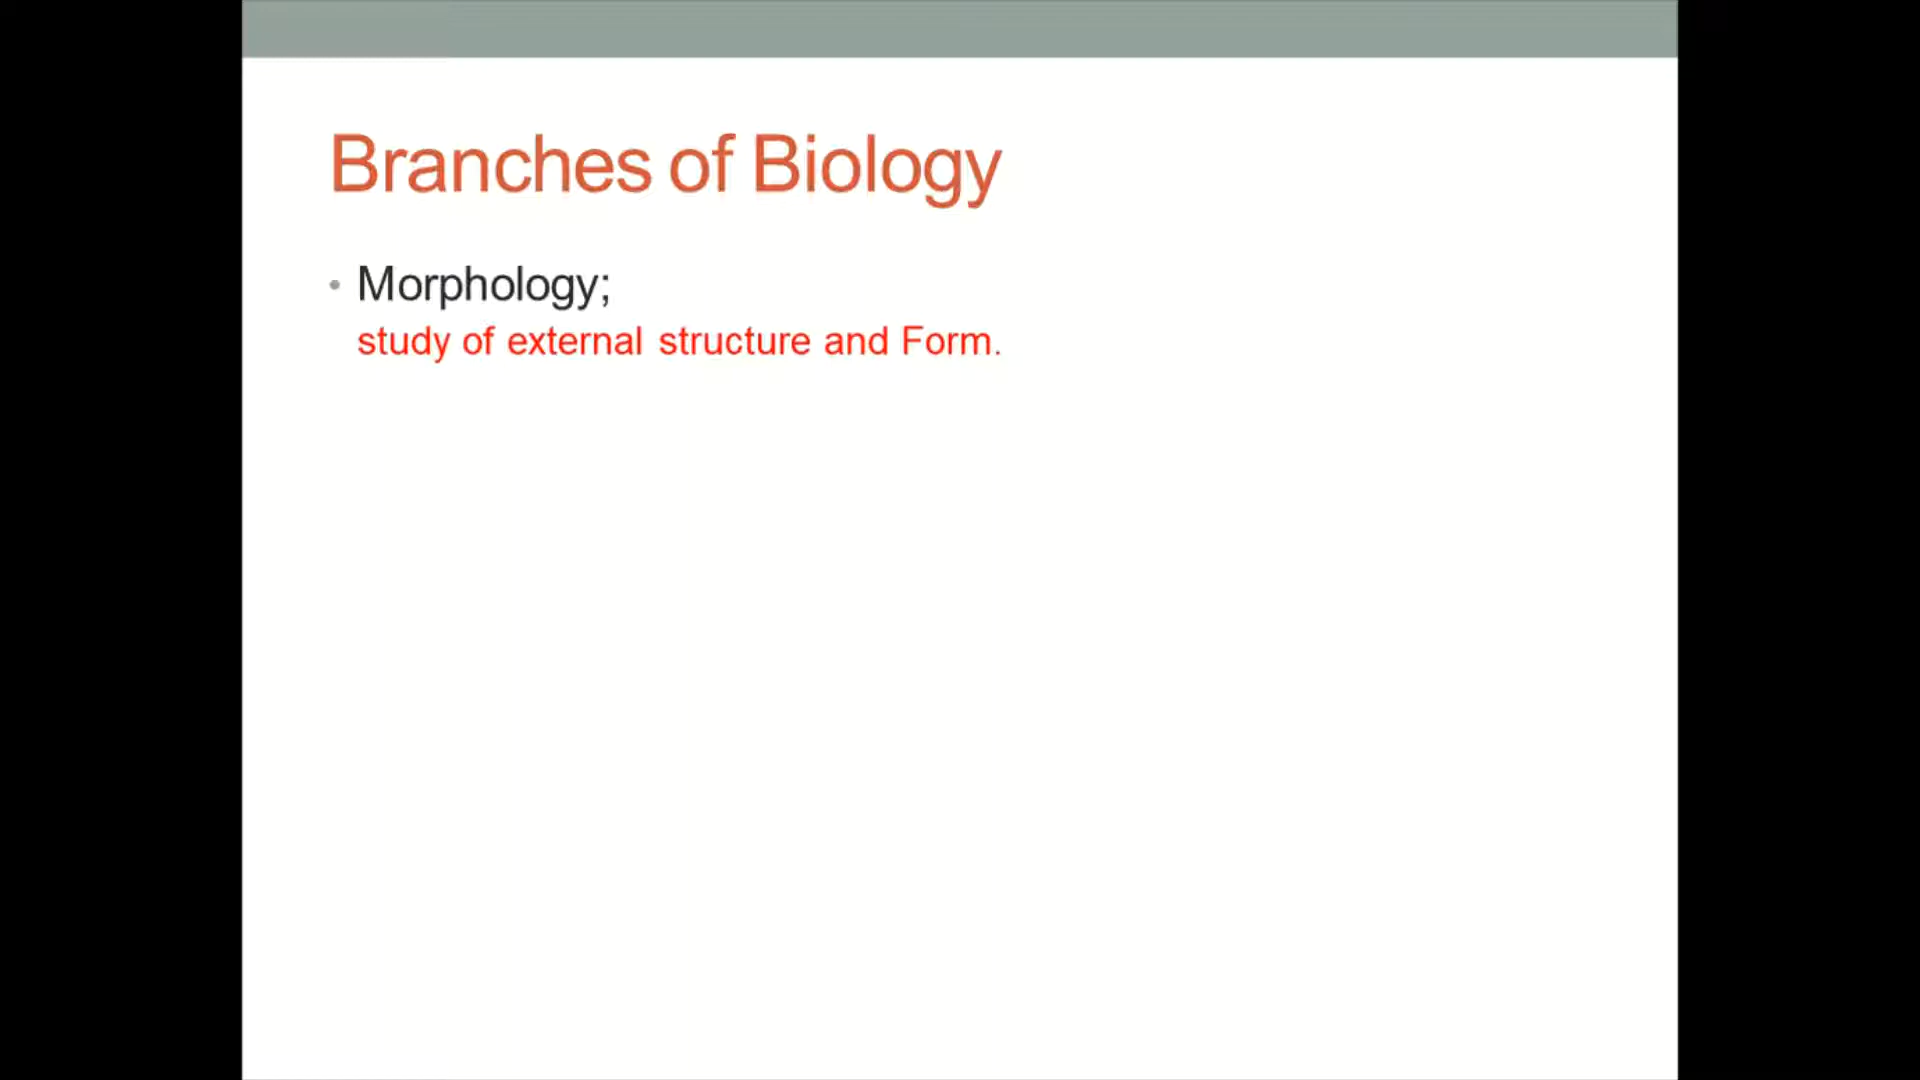 Branches of Biology
• Morphology;
study of external structure and Form.